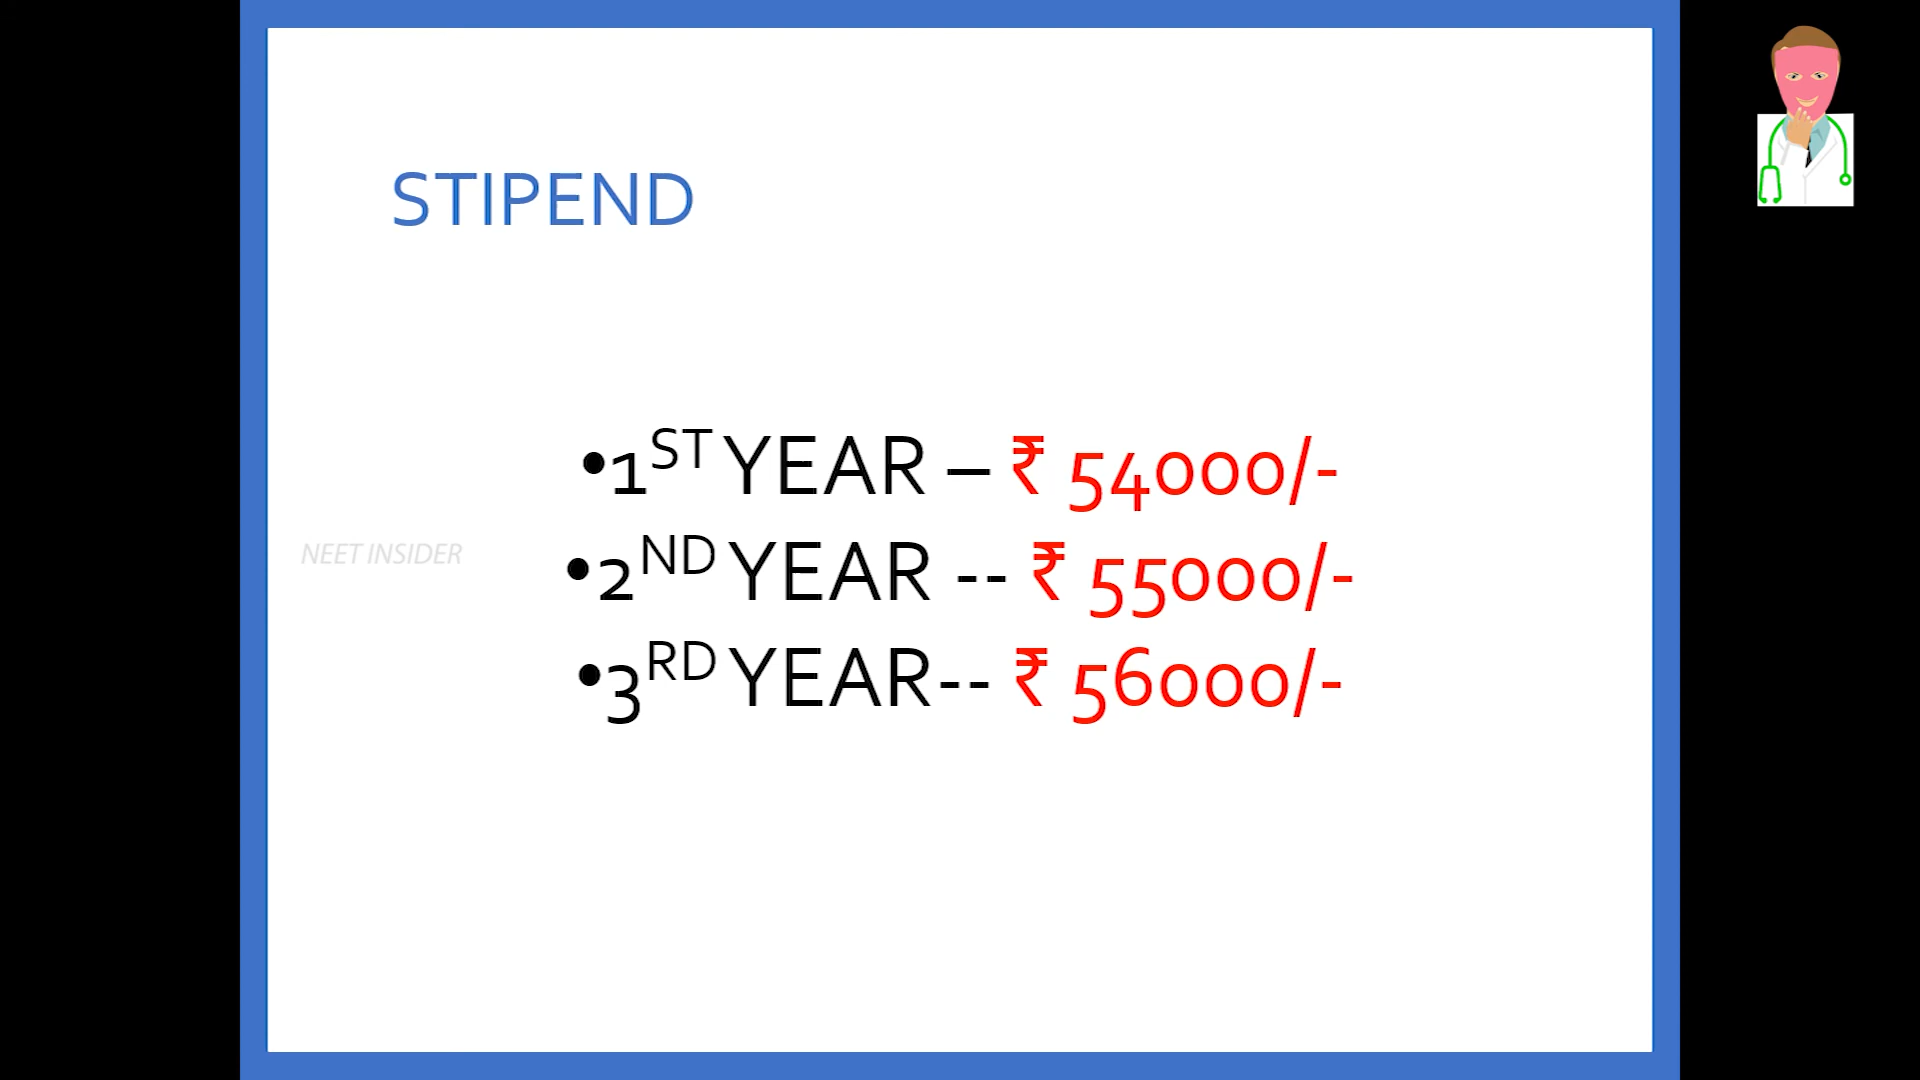 STIPEND
•1ST YEAR – ₹ 54000/-
NEET INSIDER
•2ND YEAR -- ₹ 55000/-
•3RD YEAR-- ₹ 56000/-